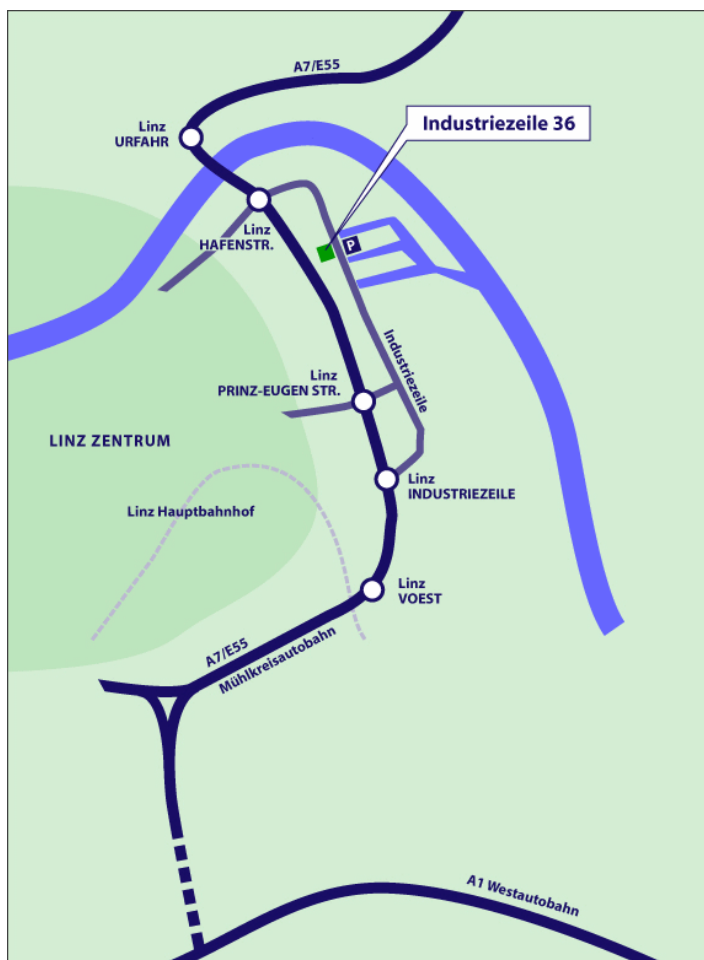 A7/E55
Linz
URFAHR
Industriezeile 36
Linz
HAFENSTR.
P
Industriezeile
Linz
PRINZ-EUGEN STR.
LINZ ZENTRUM
Linz
INDUSTRIEZEILE
Linz Hauptbahnhof
Linz
VOEST
A7/E55
Mühlkreisautobahn
A1 Westautobahn